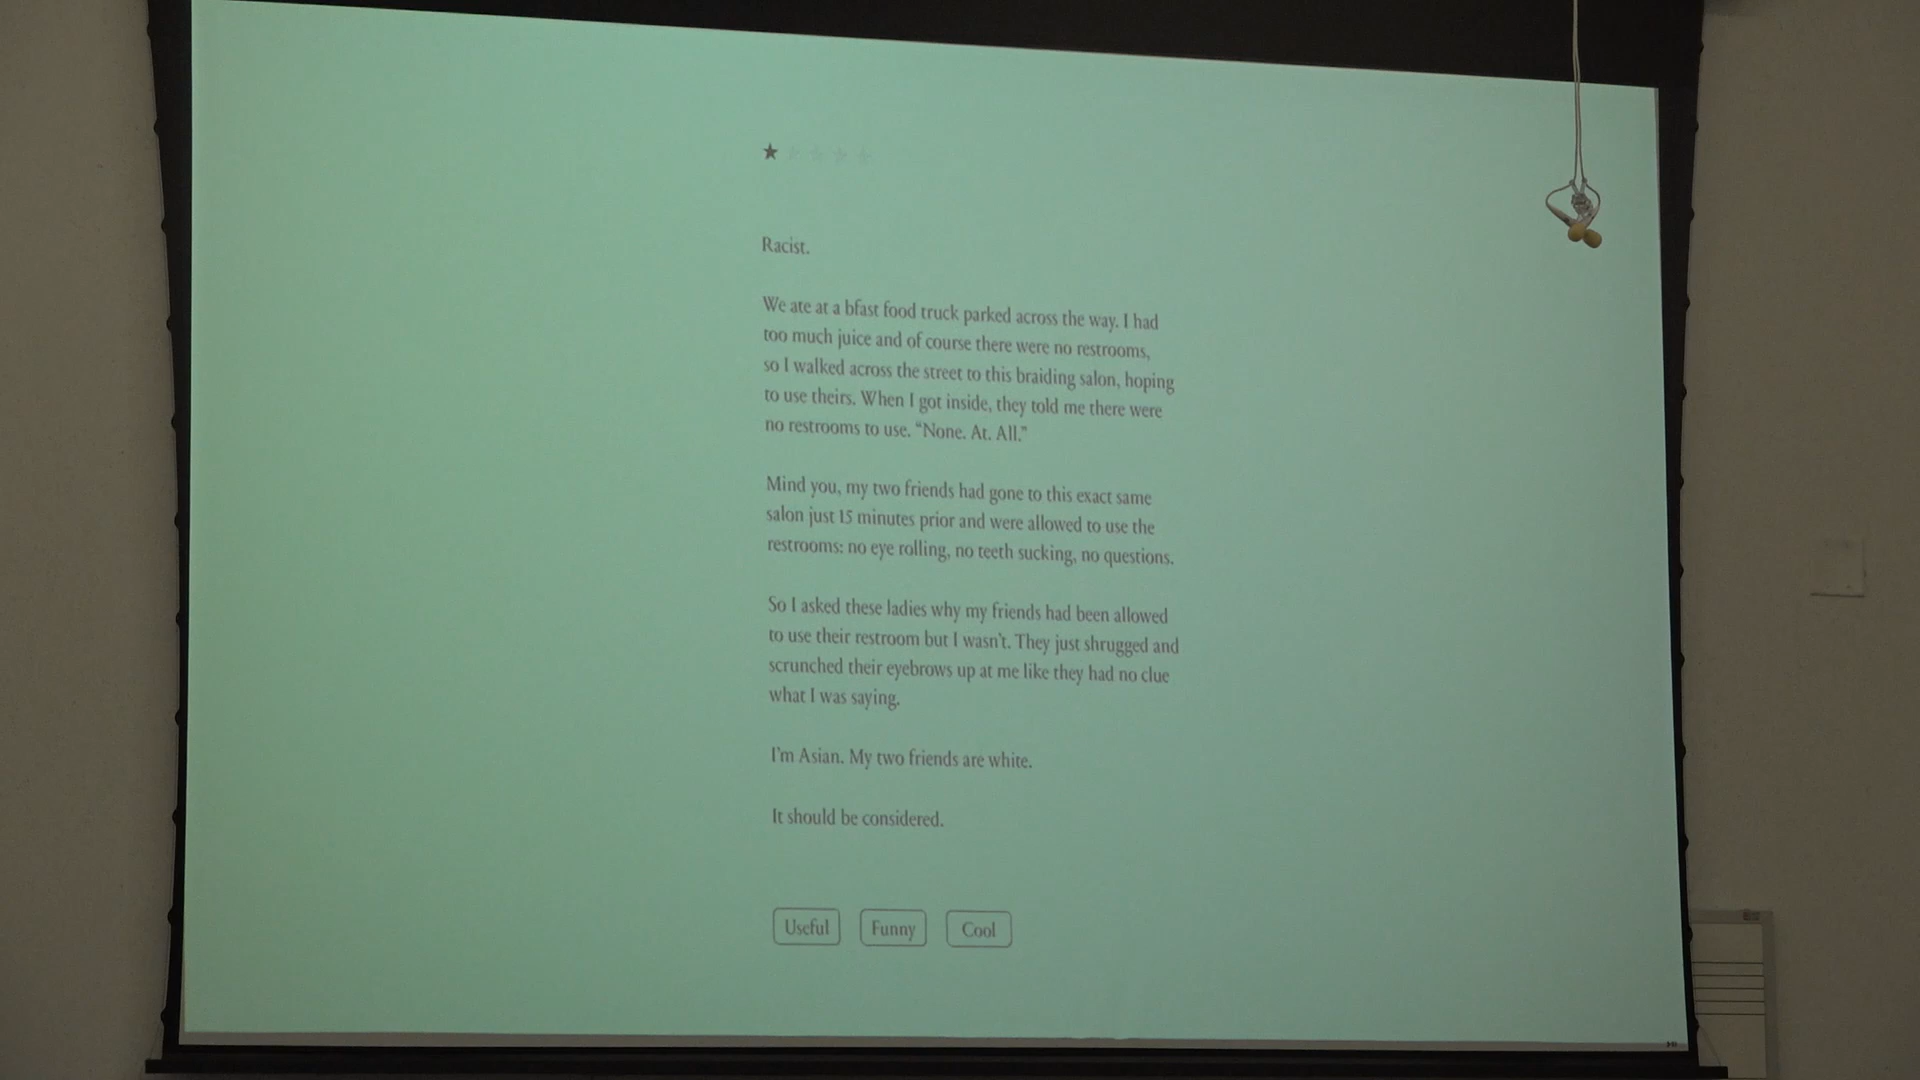 Racist.
We ate at a bfast food truck parked across the way. I had
too much juice and of course there were no restrooms,
so I walked across the street to this braiding salon, hoping
to use theirs. When I got inside, they told me there were
no restrooms to use. “None. At. All.”
Mind you, my two friends had gone to this exact same
salon just 15 minutes prior and were allowed to use the
restrooms: no eye rolling, no teeth sucking, no questions.
So I asked these ladies why my friends had been allowed
to use their restroom but I wasn’t. They just shrugged and
scrunched their eyebrows up at me like they had no clue
what I was saying.
I’m Asian. My two friends are white.
It should be considered.
Useful Funny Cool